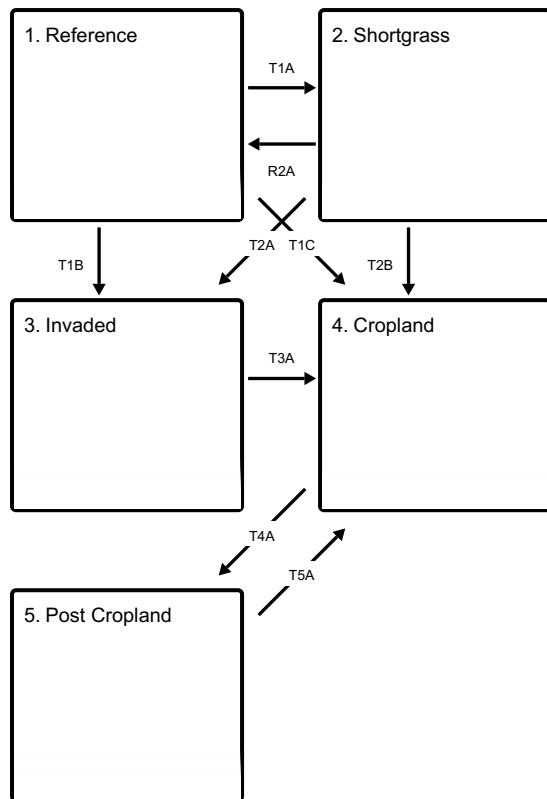 1. Reference
2. Shortgrass
T1A
R2A
T1B
T2A
T1C
T2B
3. Invaded
4. Cropland
T3A
T4A
T5A
5. Post Cropland